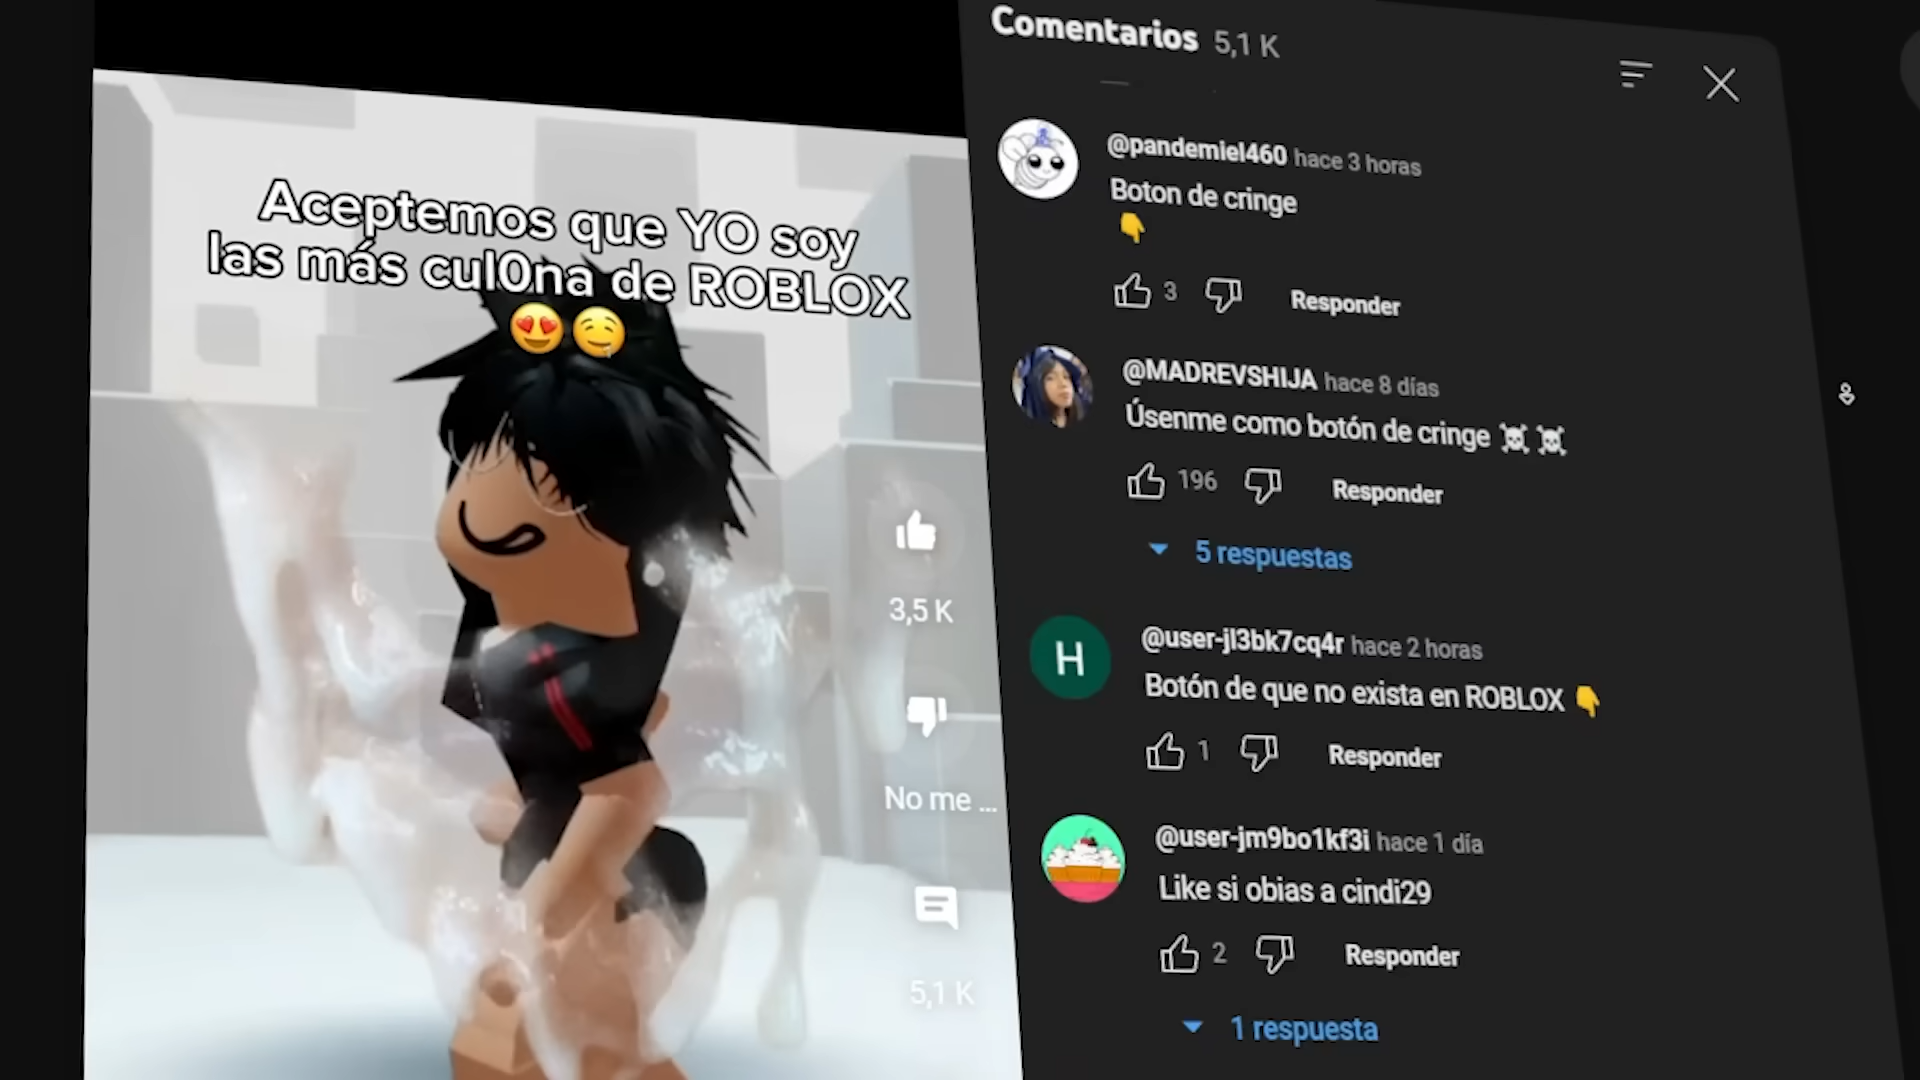 Aceptemos que YO soy
las más cul0na de ROBLOX
😍🤤
3,5 K
No me ...
5,1 K
Comentarios 5,1 K
@pandemiel460 hace 3 horas
Boton de cringe
👇
3 Responder
@MADREVSHIJA hace 8 días
Úsenme como botón de cringe ☠☠
196 Responder
5 respuestas
H
@user-jl3bk7cq4r hace 2 horas
Botón de que no exista en ROBLOX 👇
1 Responder
@user-jm9bo1kf3i hace 1 día
Like si obias a cindi29
2 Responder
1 respuesta